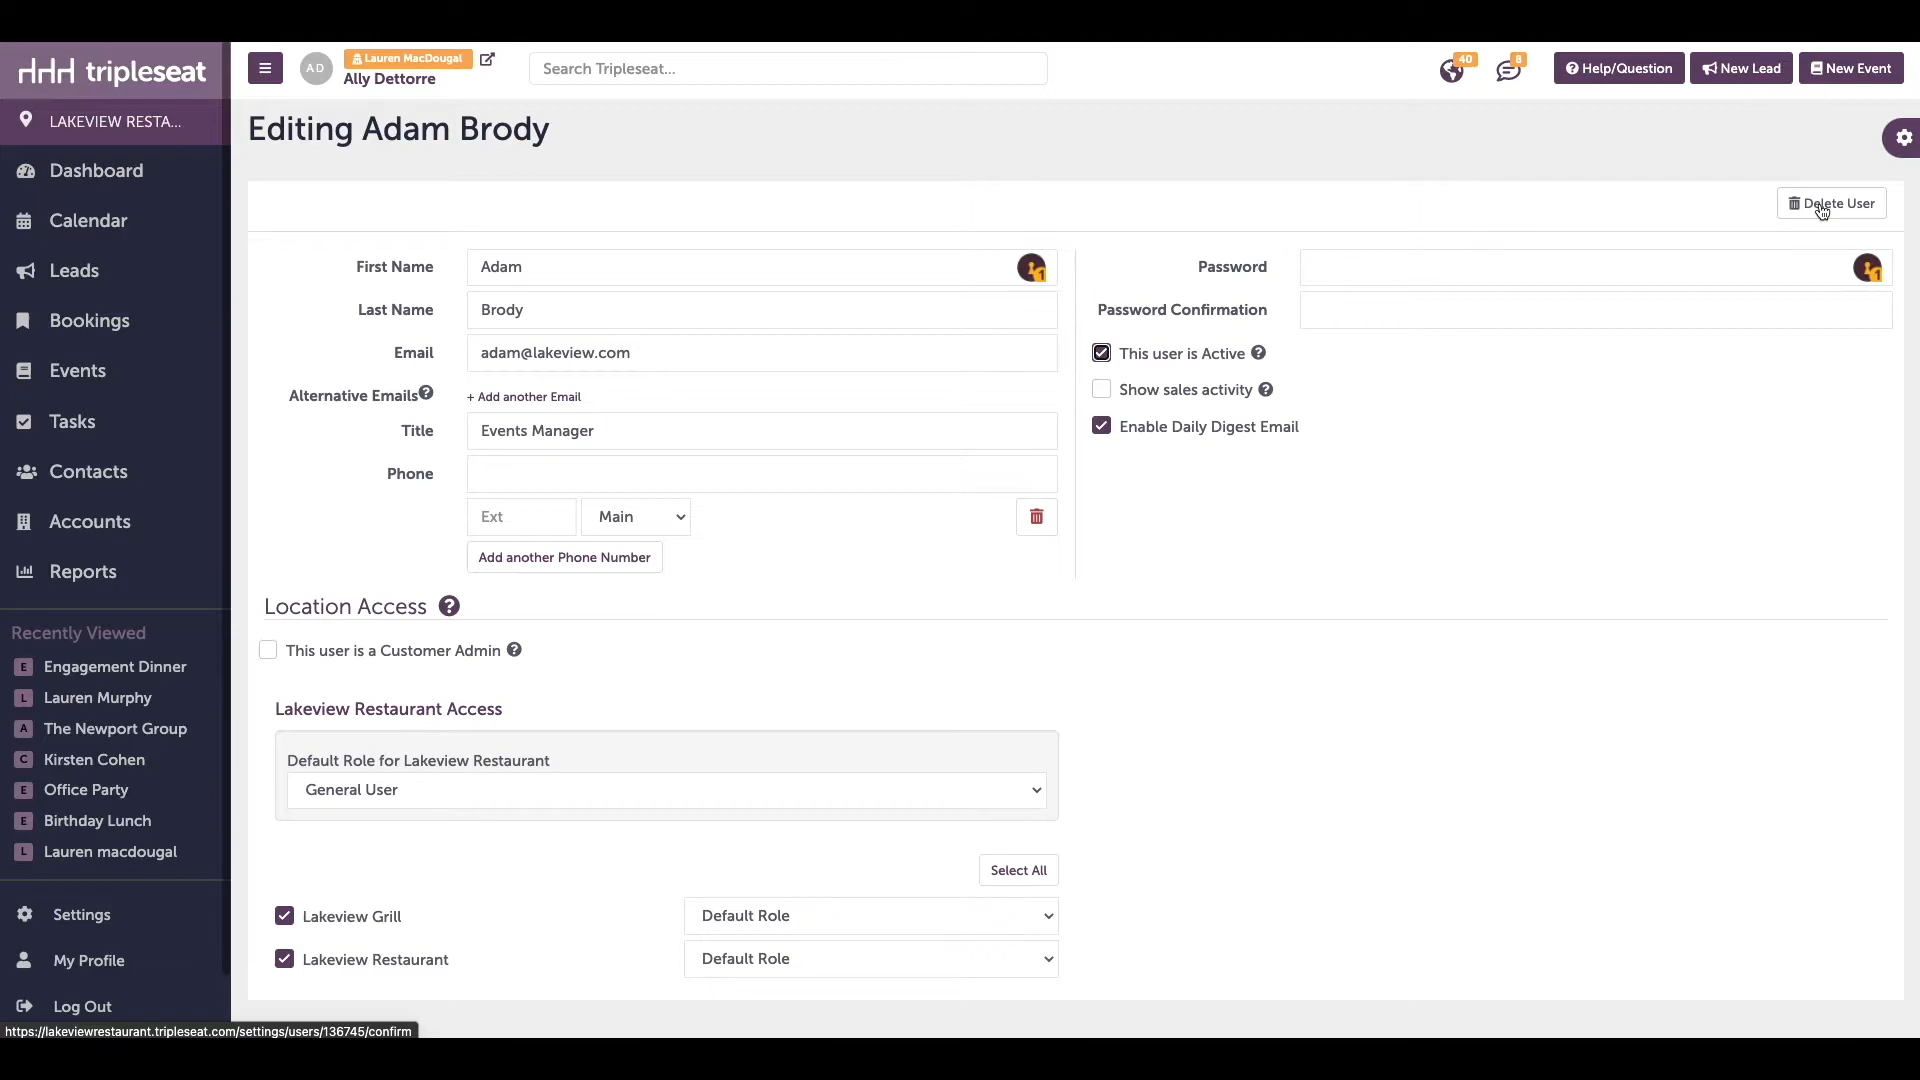 tripleseat
AD
Lauren MacDougal
Ally Dettorre
Search Tripleseat...
40
8
Help/Question
New Lead
New Event
LAKEVIEW RESTA...
Dashboard
Calendar
Leads
Bookings
Events
Tasks
Contacts
Accounts
Reports
Recently Viewed
E Engagement Dinner
L Lauren Murphy
A The Newport Group
C Kirsten Cohen
E Office Party
E Birthday Lunch
L Lauren macdougal
Settings
My Profile
Log Out
https://lakeviewrestaurant.tripleseat.com/settings/users/136745/confirm
Editing Adam Brody
Delete User
First Name Adam 1
Last Name Brody
Email adam@lakeview.com
Alternative Emails ? + Add another Email
Title Events Manager
Phone
Ext Main
Add another Phone Number
Password 1
Password Confirmation
This user is Active ?
Show sales activity ?
Enable Daily Digest Email
Location Access ?
This user is a Customer Admin ?
Lakeview Restaurant Access
Default Role for Lakeview Restaurant
General User
Select All
Lakeview Grill Default Role
Lakeview Restaurant Default Role